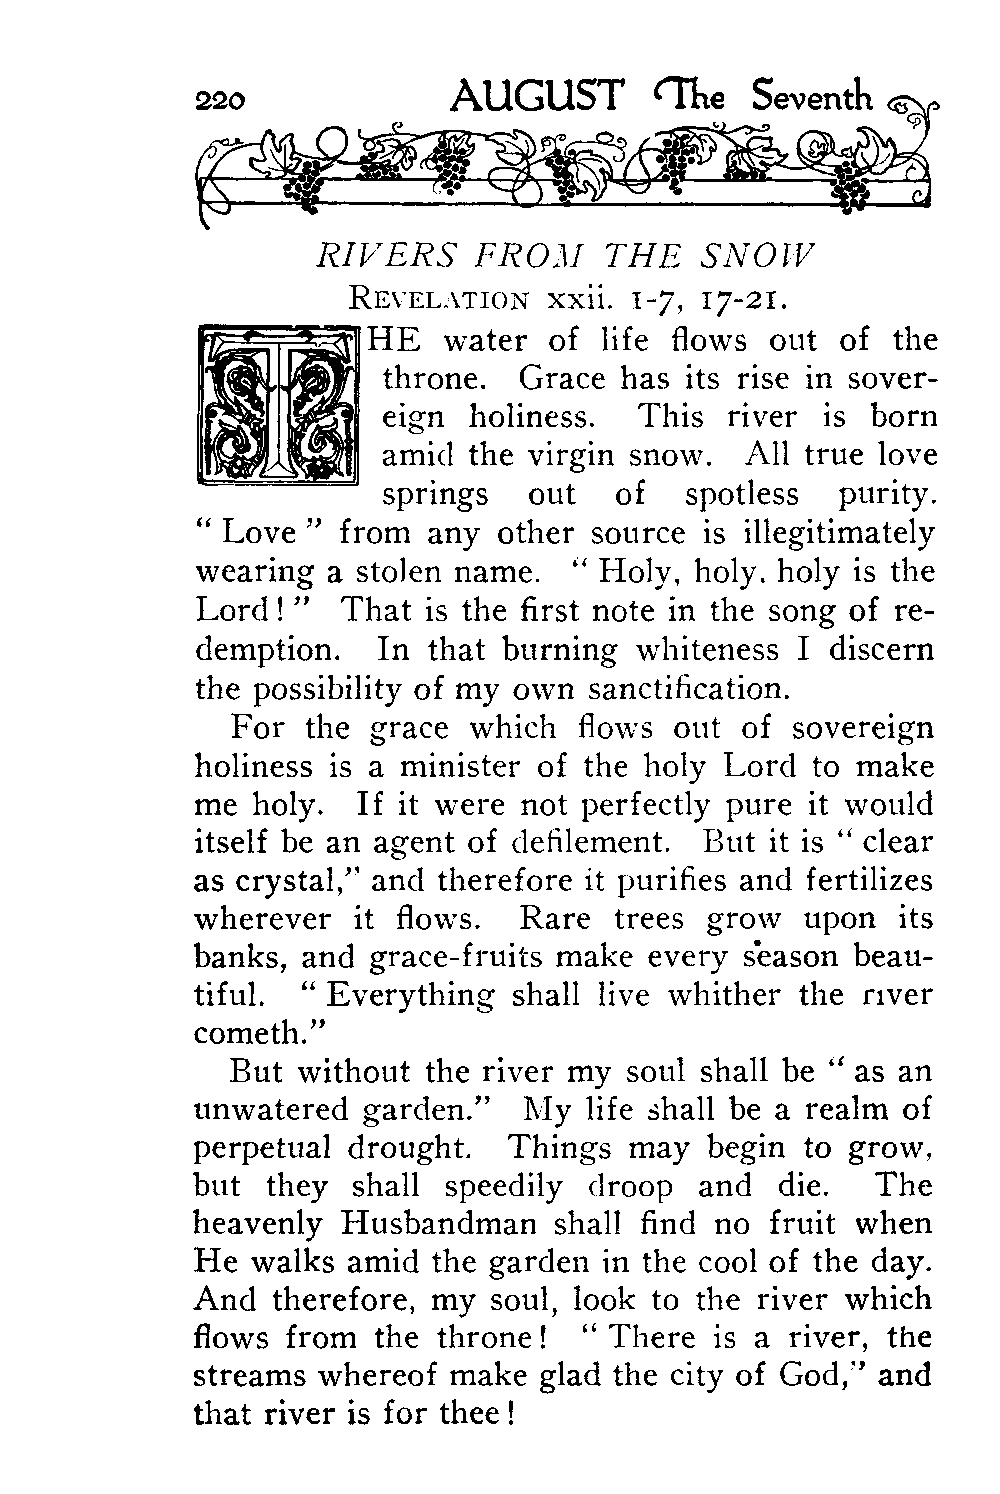 220 AUGUST The Seventh
RIVERS FROM THE SNOW
REVELATION xxii. 1-7, 17-21.
THE water of life flows out of the
throne. Grace has its rise in sover-
eign holiness. This river is born
amid the virgin snow. All true love
springs out of spotless purity.
“ Love ” from any other source is illegitimately
wearing a stolen name. “ Holy, holy, holy is the
Lord! ” That is the first note in the song of re-
demption. In that burning whiteness I discern
the possibility of my own sanctification.
For the grace which flows out of sovereign
holiness is a minister of the holy Lord to make
me holy. If it were not perfectly pure it would
itself be an agent of defilement. But it is “ clear
as crystal,” and therefore it purifies and fertilizes
wherever it flows. Rare trees grow upon its
banks, and grace-fruits make every season beau-
tiful. “ Everything shall live whither the river
cometh.”
But without the river my soul shall be “ as an
unwatered garden.” My life shall be a realm of
perpetual drought. Things may begin to grow,
but they shall speedily droop and die. The
heavenly Husbandman shall find no fruit when
He walks amid the garden in the cool of the day.
And therefore, my soul, look to the river which
flows from the throne! “ There is a river, the
streams whereof make glad the city of God,” and
that river is for thee!